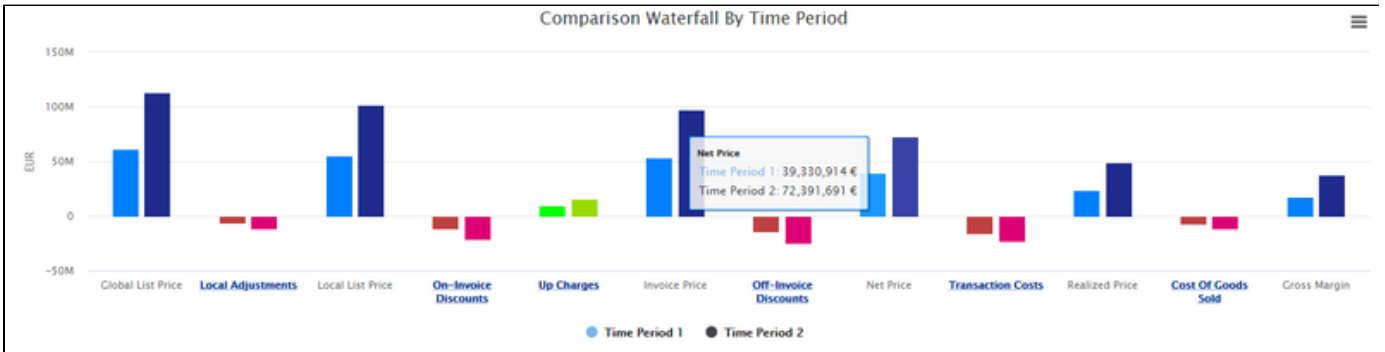 Comparison Waterfall By Time Period
150M
100M
50M
0
-50M
EUR
Net Price
Time Period 1: 39,330,914 €
Time Period 2: 72,391,691 €
Global List Price
Local Adjustments
Local List Price
On-Invoice
Discounts
Up Charges
Invoice Price
Off-Invoice
Discounts
Net Price
Transaction Costs
Realized Price
Cost Of Goods
Sold
Gross Margin
Time Period 1
Time Period 2